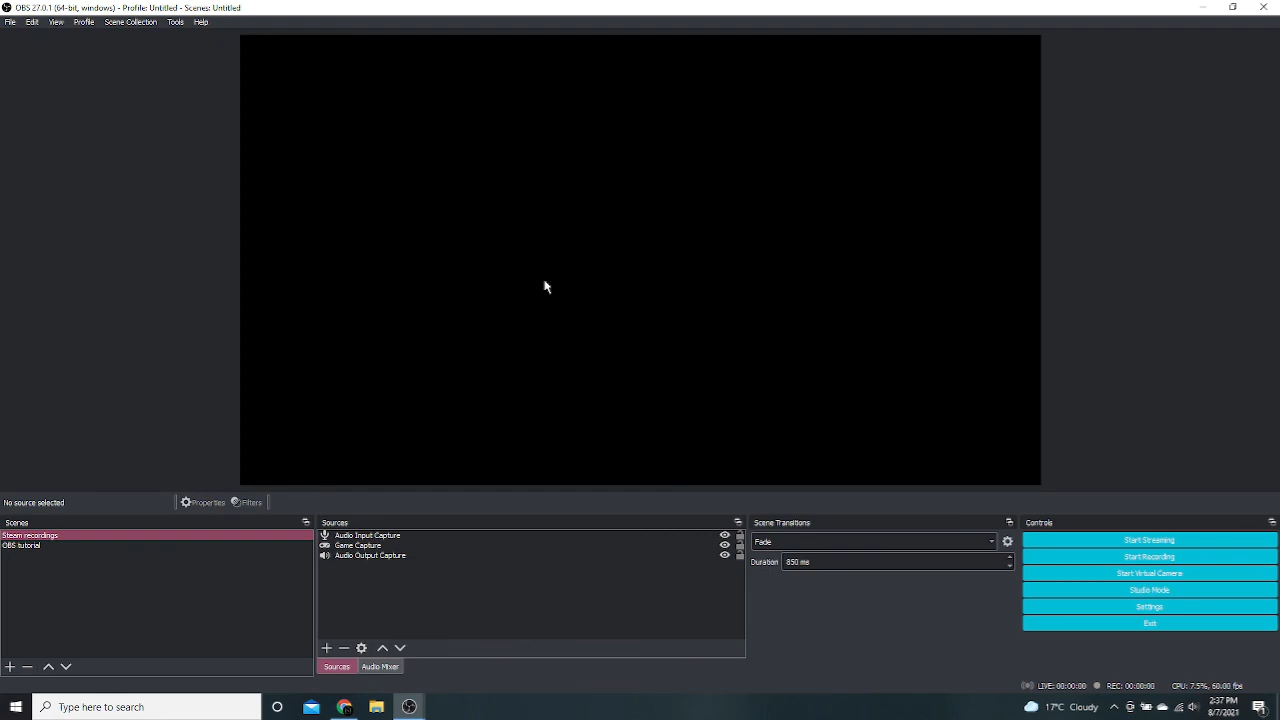 OBS 27.0.1 (64-bit, windows) - Profile: Untitled - Scenes: Untitled
File Edit View Profile Scene Collection Tools Help
No source selected Properties Filters
Scenes
Steam recordings
OBS tutorial
Sources
Audio Input Capture
Game Capture
Audio Output Capture
Sources Audio Mixer
Scene Transitions
Fade
Duration 850 ms
Controls
Start Streaming
Start Recording
Start Virtual Camera
Studio Mode
Settings
Exit
LIVE: 00:00:00 REC: 00:00:00 CPU: 7.5%, 60.00 fps
Type here to search
17°C Cloudy
2:37 PM
8/7/2021
1